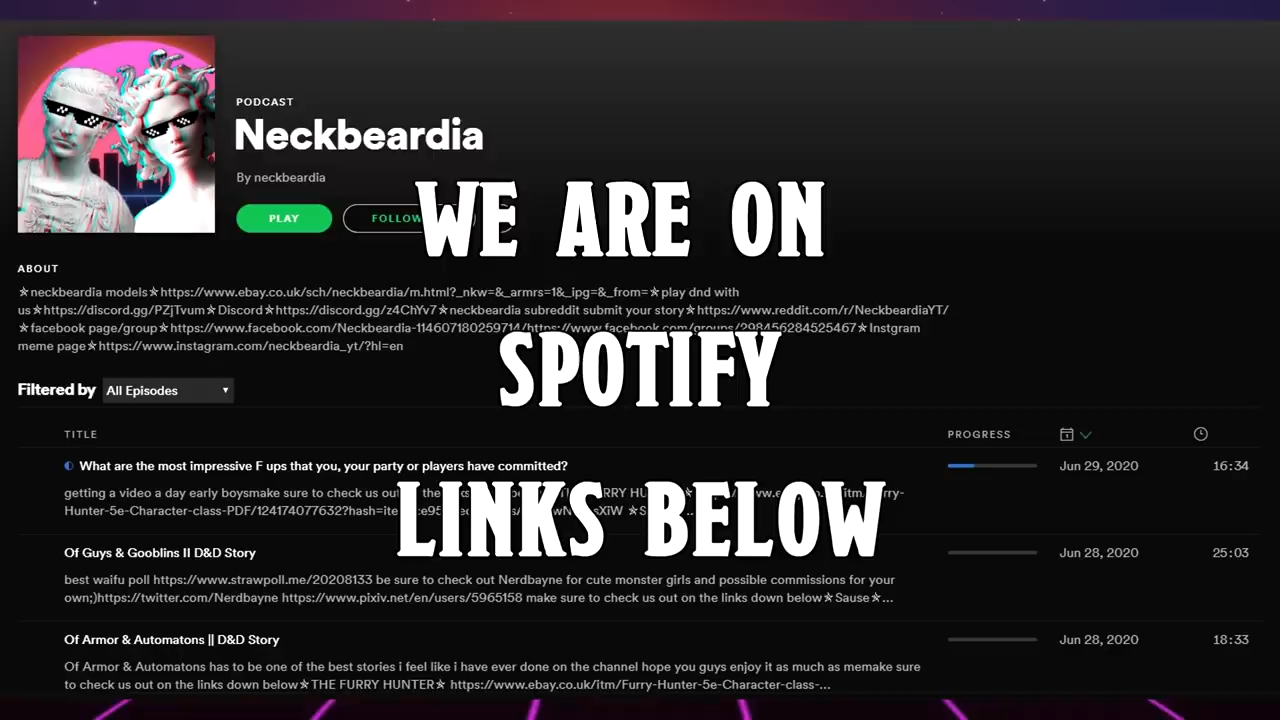 PODCAST
Neckbeardia
By neckbeardia
PLAY
FOLLOW
WE ARE ON
SPOTIFY
LINKS BELOW
ABOUT
✭neckbeardia models✭https://www.ebay.co.uk/sch/neckbeardia/m.html?_nkw=&_armrs=1&_ipg=&_from=✭play dnd with
us✭https://discord.gg/PZjTvum✭Discord✭https://discord.gg/z4ChYv7✭neckbeardia subreddit submit your story✭https://www.reddit.com/r/NeckbeardiaYT/
✭facebook page/group✭https://www.facebook.com/Neckbeardia-114607180259714/https://www.facebook.com/groups/298456284525467✭Instgram
meme page✭https://www.instagram.com/neckbeardia_yt/?hl=en
Filtered by All Episodes
TITLE PROGRESS
What are the most impressive F ups that you, your party or players have committed? Jun 29, 2020 16:34
getting a video a day early boysmake sure to check us out the
Hunter-5e-Character-class-PDF/124174077632?hash=ite
Of Guys & Gooblins II D&D Story Jun 28, 2020 25:03
best waifu poll https://www.strawpoll.me/20208133 be sure to check out Nerdbayne for cute monster girls and possible commissions for your
own;)https://twitter.com/Nerdbayne https://www.pixiv.net/en/users/5965158 make sure to check us out on the links down below✭Sause✭...
Of Armor & Automatons || D&D Story Jun 28, 2020 18:33
Of Armor & Automatons has to be one of the best stories i feel like i have ever done on the channel hope you guys enjoy it as much as memake sure
to check us out on the links down below✭THE FURRY HUNTER✭ https://www.ebay.co.uk/itm/Furry-Hunter-5e-Character-class-...